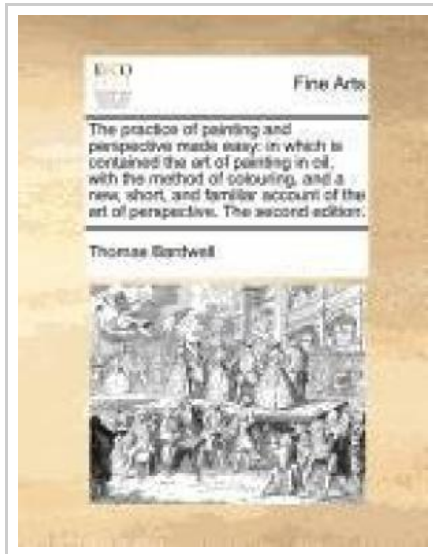 ECCO
Fine Arts
The practice of painting and
perspective made easy: in which is
contained the art of painting in oil,
with the method of colouring, and a
new, short, and familiar account of the
art of perspective. The second edition.
Thomas Bardwell